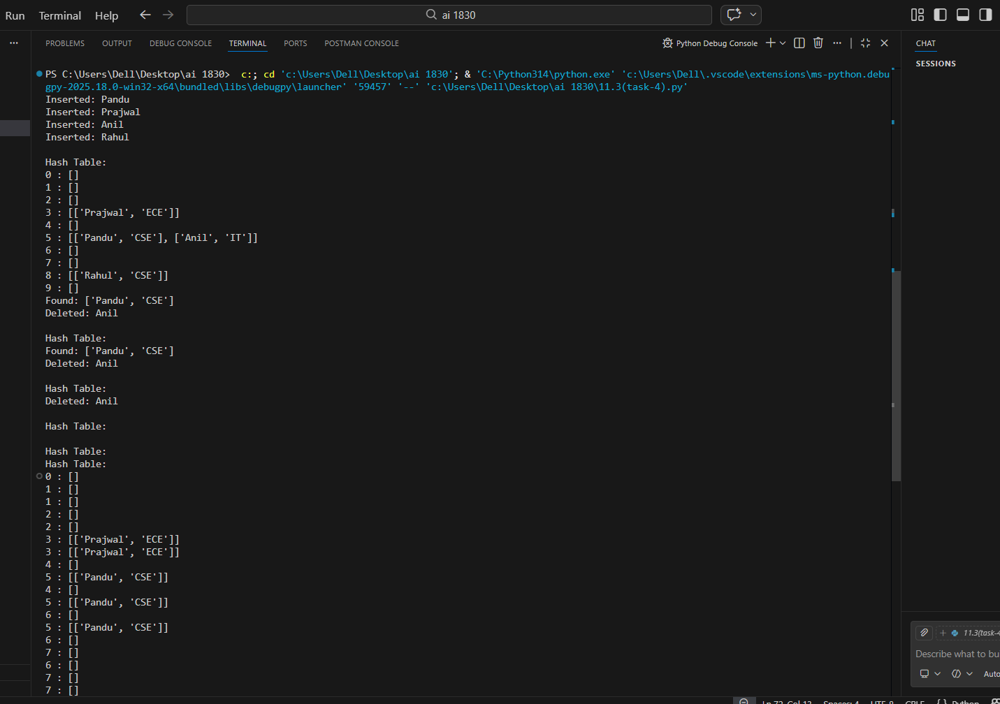 Run Terminal Help ai 1830
PROBLEMS OUTPUT DEBUG CONSOLE TERMINAL PORTS POSTMAN CONSOLE Python Debug Console CHAT
SESSIONS
PS C:\Users\Dell\Desktop\ai 1830> c:; cd 'c:\Users\Dell\Desktop\ai 1830'; & 'C:\Python314\python.exe' 'c:\Users\Dell\.vscode\extensions\ms-python.debu
gpy-2025.18.0-win32-x64\bundled\libs\debugpy\launcher' '59457' '--' 'c:\Users\Dell\Desktop\ai 1830\11.3(task-4).py'
Inserted: Pandu
Inserted: Prajwal
Inserted: Anil
Inserted: Rahul
Hash Table:
0 : []
1 : []
2 : []
3 : [['Prajwal', 'ECE']]
4 : []
5 : [['Pandu', 'CSE'], ['Anil', 'IT']]
6 : []
7 : []
8 : [['Rahul', 'CSE']]
9 : []
Found: ['Pandu', 'CSE']
Deleted: Anil
Hash Table:
Found: ['Pandu', 'CSE']
Deleted: Anil
Hash Table:
Deleted: Anil
Hash Table:
Hash Table:
Hash Table:
0 : []
1 : []
1 : []
2 : []
2 : []
3 : [['Prajwal', 'ECE']]
3 : [['Prajwal', 'ECE']]
4 : []
5 : [['Pandu', 'CSE']]
4 : []
5 : [['Pandu', 'CSE']]
6 : []
5 : [['Pandu', 'CSE']]
6 : []
7 : []
6 : []
7 : []
7 : []
11.3(task-4
Describe what to bu
Auto